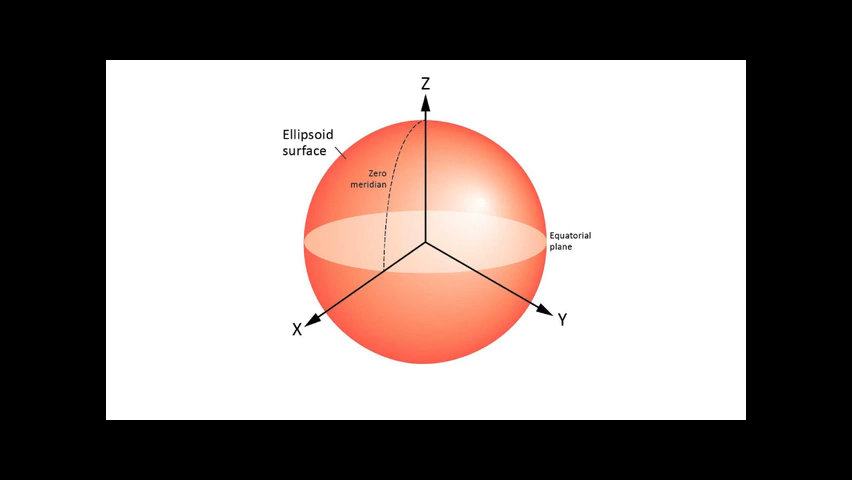 Z
Ellipsoid
surface
Zero
meridian
Equatorial
plane
X
Y